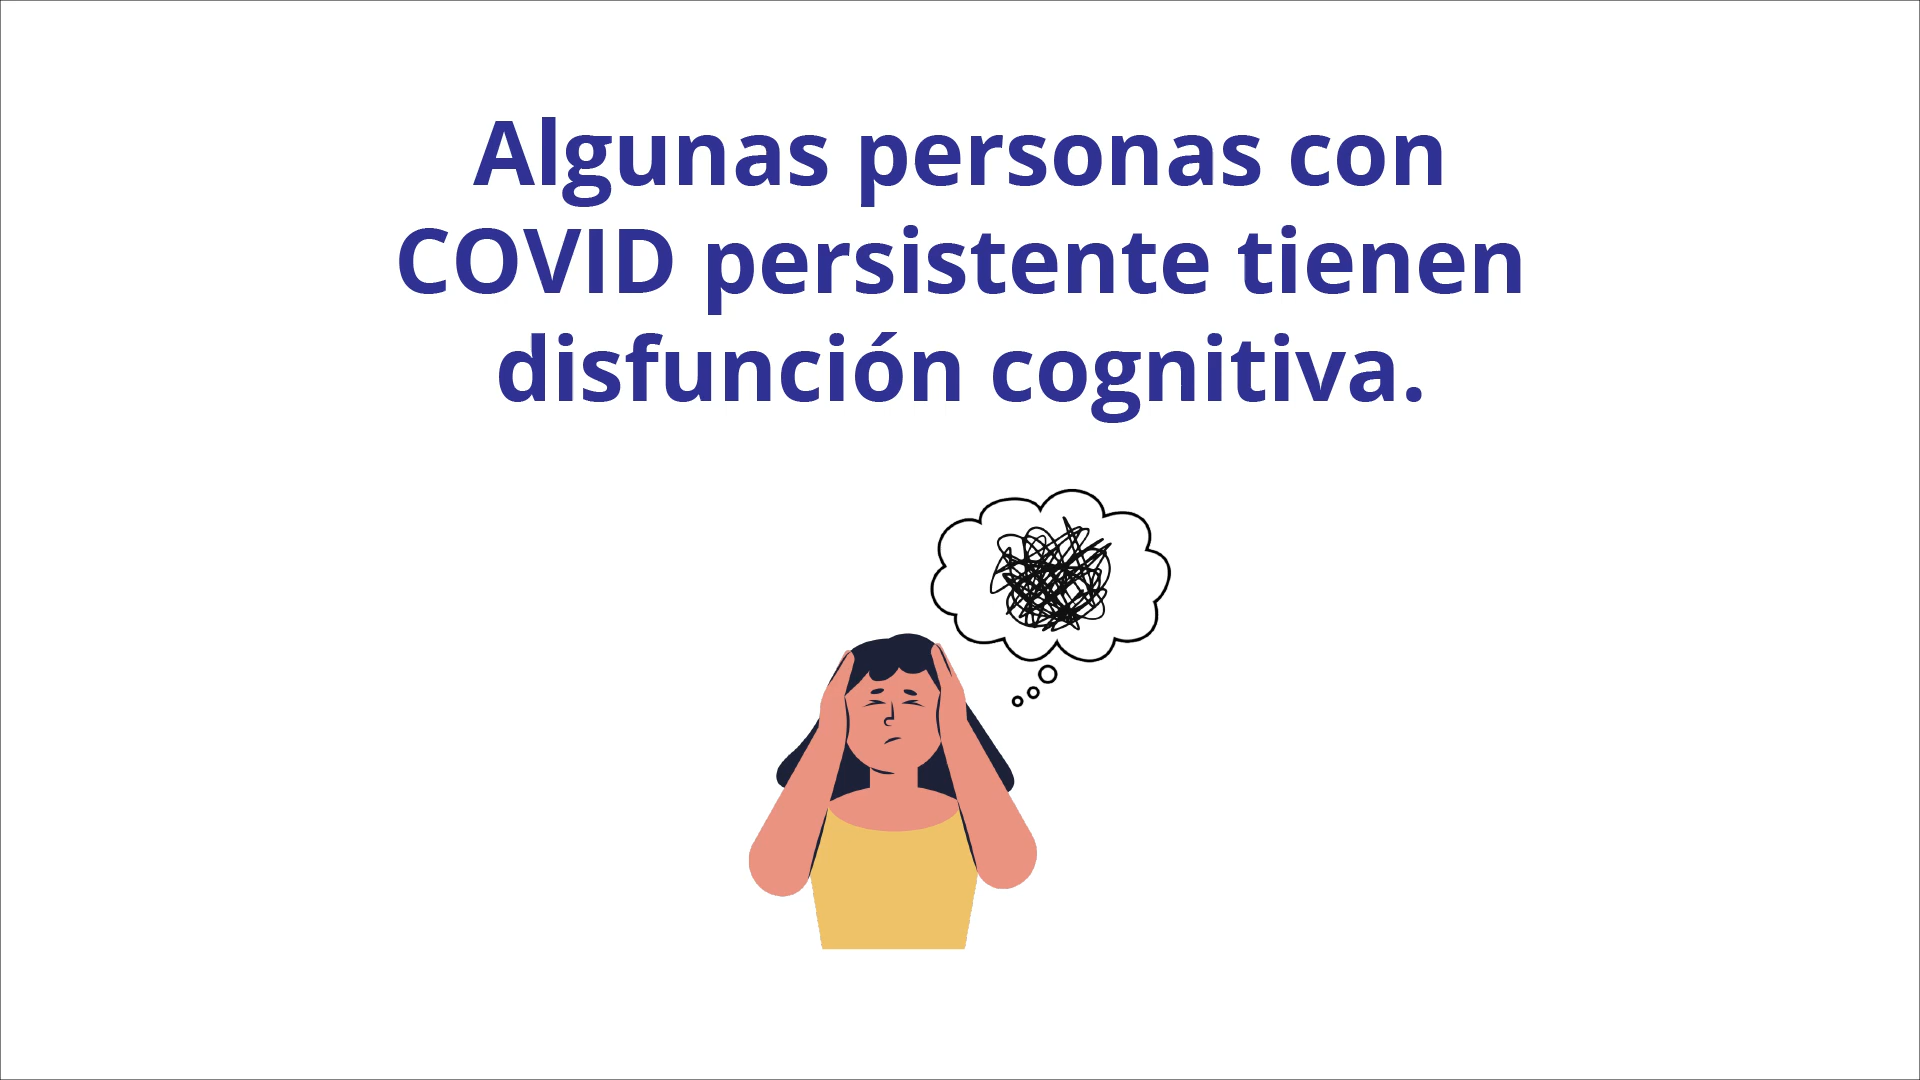 Algunas personas con
COVID persistente tienen
disfunción cognitiva.